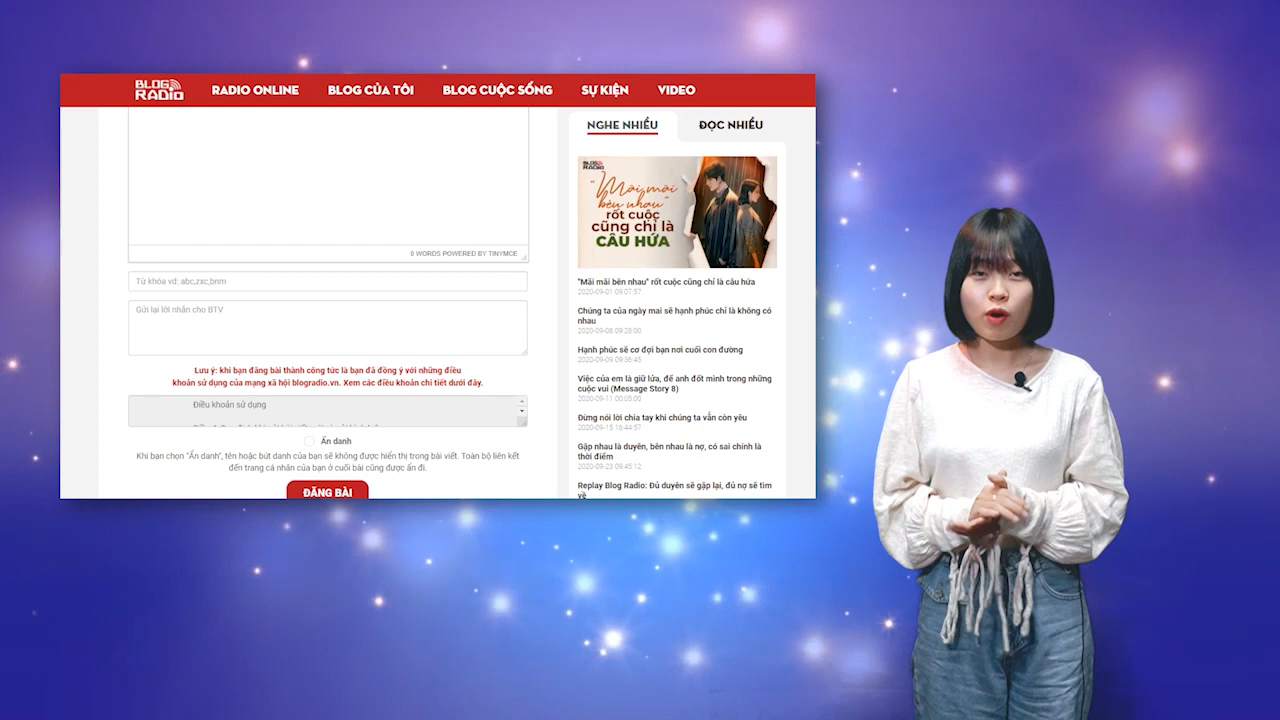 BLOG RADIO
RADIO ONLINE
BLOG CỦA TÔI
BLOG CUỘC SỐNG
SỰ KIỆN
VIDEO
0 WORDS POWERED BY TINYMCE
Từ khóa vd: abc,zxc,bnm
Gửi lại lời nhắn cho BTV
Lưu ý: khi bạn đăng bài thành công tức là bạn đã đồng ý với những điều
khoản sử dụng của mạng xã hội blogradio.vn. Xem các điều khoản chi tiết dưới đây.
Điều khoản sử dụng
Ẩn danh
Khi bạn chọn "Ẩn danh", tên hoặc bút danh của bạn sẽ không được hiển thị trong bài viết. Toàn bộ liên kết
đến trang cá nhân của bạn ở cuối bài cũng được ẩn đi.
ĐĂNG BÀI
NGHE NHIỀU
ĐỌC NHIỀU
BLOG RADIO
"Mãi mãi
bên nhau"
rốt cuộc
cũng chỉ là
CÂU HỨA
"Mãi mãi bên nhau" rốt cuộc cũng chỉ là câu hứa
2020-09-01 09:07:57
Chúng ta của ngày mai sẽ hạnh phúc chỉ là không có
nhau
2020-09-08 09:28:00
Hạnh phúc sẽ cơ đợi bạn nơi cuối con đường
2020-09-09 09:36:45
Việc của em là giữ lửa, để anh đốt mình trong những
cuộc vui (Message Story 8)
2020-09-11 00:05:00
Đừng nói lời chia tay khi chúng ta vẫn còn yêu
2020-09-15 16:44:57
Gặp nhau là duyên, bên nhau là nợ, có sai chính là
thời điểm
2020-09-23 09:45:12
Replay Blog Radio: Đủ duyên sẽ gặp lại, đủ nợ sẽ tìm
về